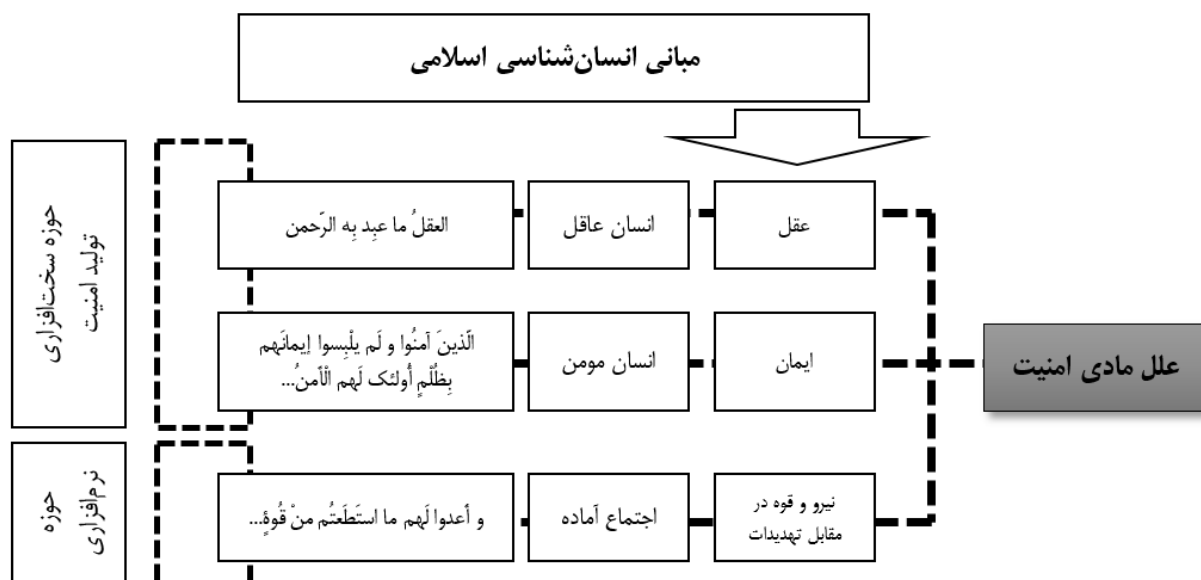 مبانی انسان‌شناسی اسلامی
علل مادی امنیت
عقل
انسان عاقل
العقلُ ما عبِد بِه الرّحمن
ایمان
انسان مومن
الّذینَ آمنُوا و لَم یلْبِسوا إیمانَهم
بِظُلْمٍ أُولئک لَهم الْأمنُ...
نیرو و قوه در
مقابل تهدیدات
اجتماع آماده
و أعدوا لَهم ما استَطَعتُم منْ قُوةٍ...
حوزه سخت‌افزاری
تولید امنیت
حوزه
نرم‌افزاری